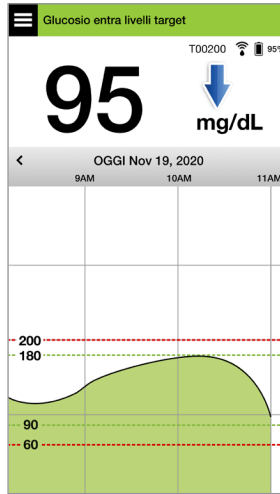 Glucosio entra livelli target
T00200 95%
95
mg/dL
OGGI Nov 19, 2020
9AM 10AM 11AM
200
180
90
60